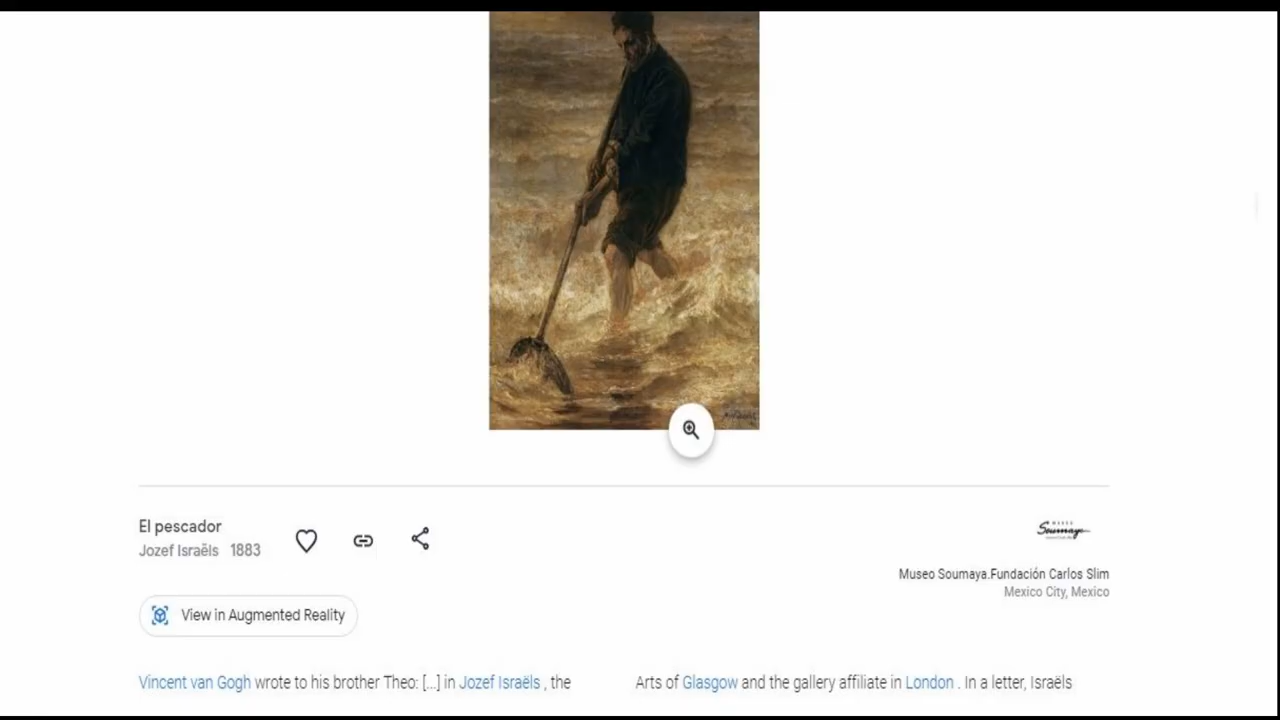 El pescador
Jozef Israëls 1883
MUSEO
Soumaya
Museo Soumaya.Fundación Carlos Slim
Mexico City, Mexico
View in Augmented Reality
Vincent van Gogh wrote to his brother Theo: [...] in Jozef Israëls , the
Arts of Glasgow and the gallery affiliate in London . In a letter, Israëls